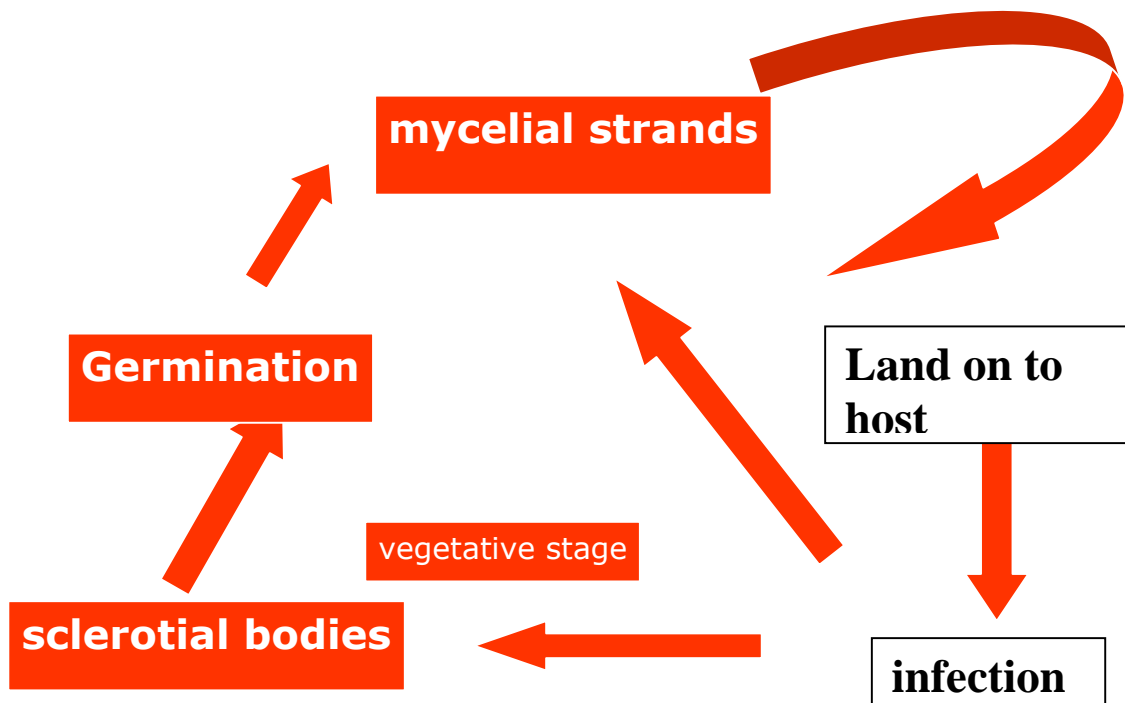 mycelial strands
Germination
Land on to
host
vegetative stage
sclerotial bodies
infection